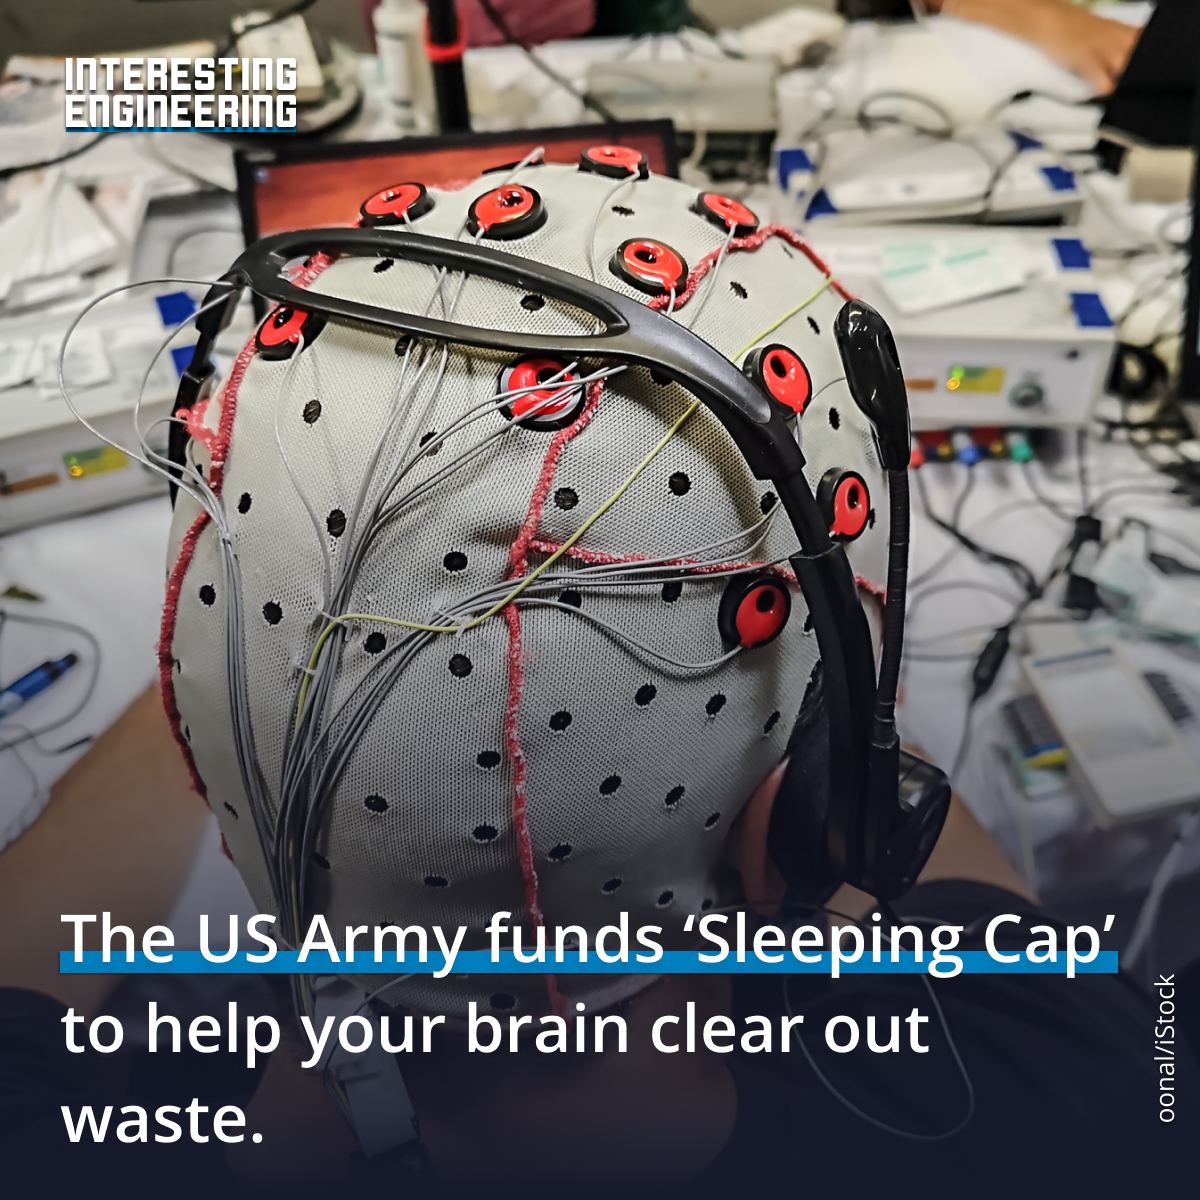 INTERESTING
ENGINEERING
The US Army funds ‘Sleeping Cap’
to help your brain clear out
waste.
oonal/iStock